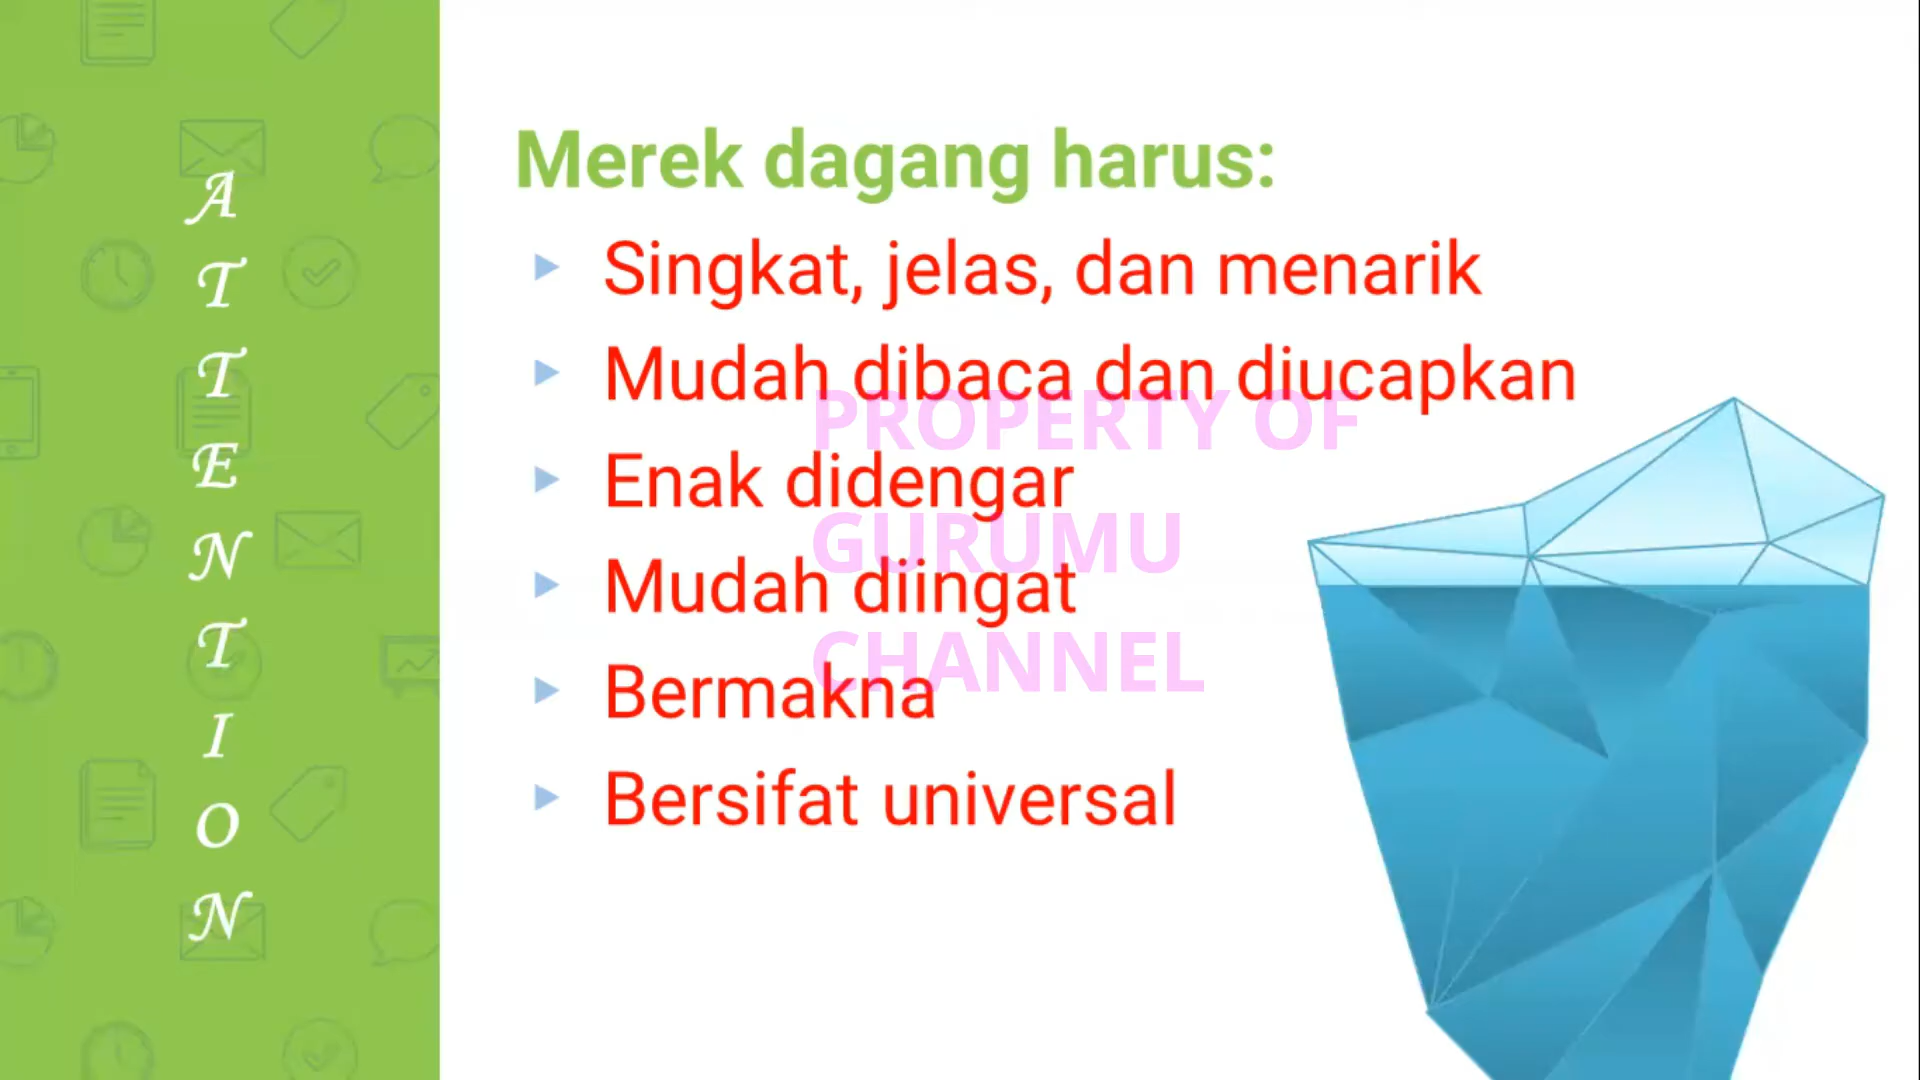 ATTENTION
Merek dagang harus:
Singkat, jelas, dan menarik
Mudah dibaca dan diucapkan
Enak didengar
Mudah diingat
Bermakna
Bersifat universal
PROPERTY OF
GURUMU
CHANNEL